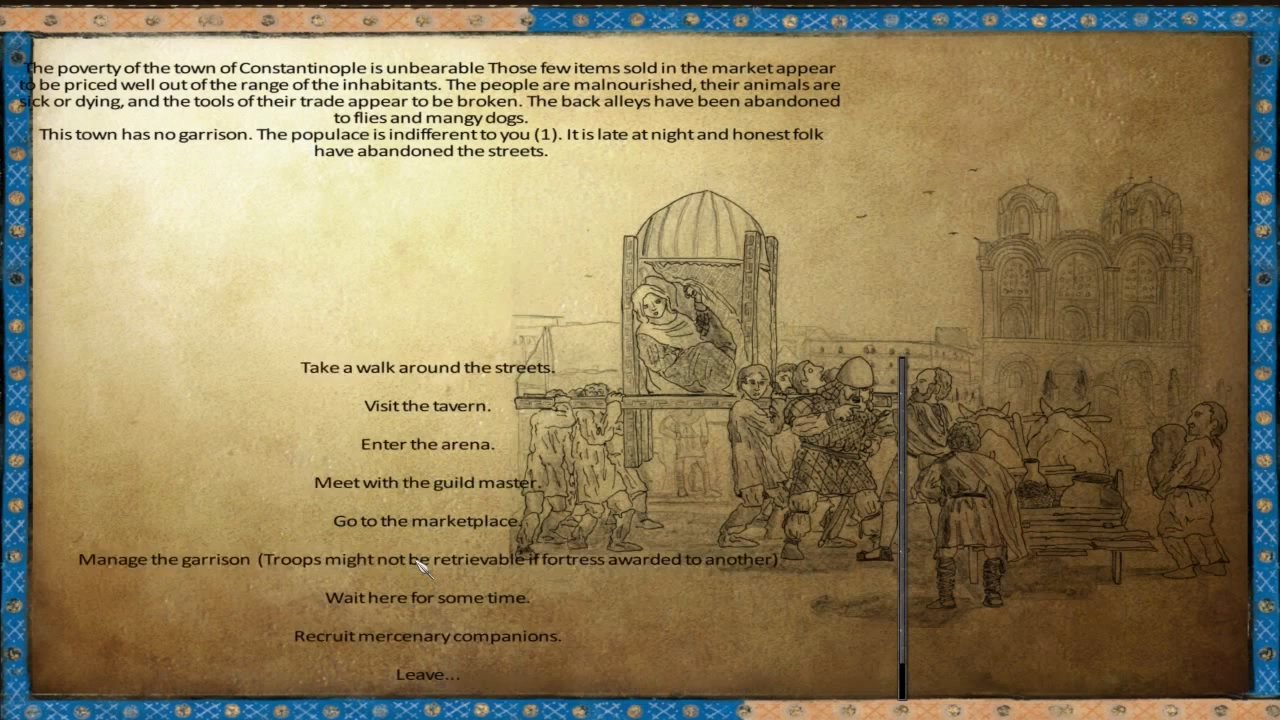 The poverty of the town of Constantinople is unbearable Those few items sold in the market appear
to be priced well out of the range of the inhabitants. The people are malnourished, their animals are
sick or dying, and the tools of their trade appear to be broken. The back alleys have been abandoned
to flies and mangy dogs.
This town has no garrison. The populace is indifferent to you (1). It is late at night and honest folk
have abandoned the streets.
Take a walk around the streets.
Visit the tavern.
Enter the arena.
Meet with the guild master.
Go to the marketplace.
Manage the garrison (Troops might not be retrievable if fortress awarded to another)
Wait here for some time.
Recruit mercenary companions.
Leave...